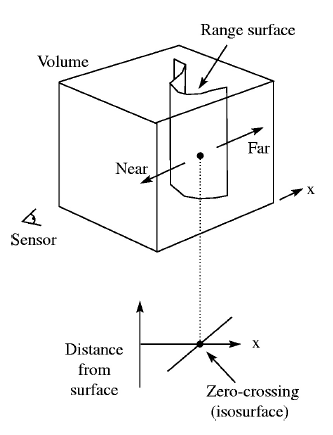 Range surface
Volume
Far
Near
x
Sensor
x
Distance
from
surface
Zero-crossing
(isosurface)